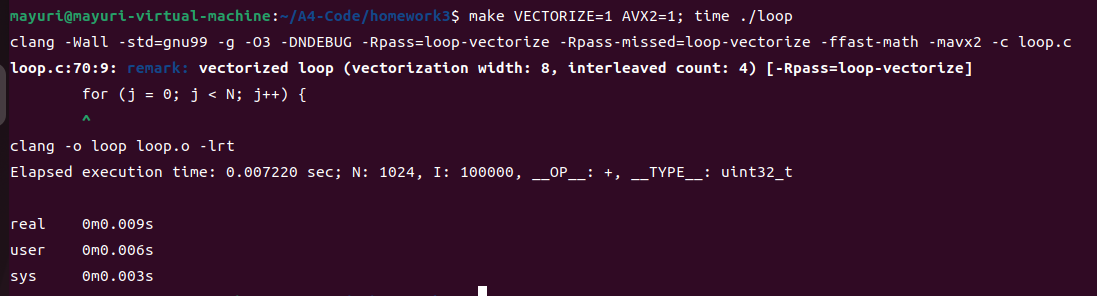 mayuri@mayuri-virtual-machine:~/A4-Code/homework3$ make VECTORIZE=1 AVX2=1; time ./loop
clang -Wall -std=gnu99 -g -O3 -DNDEBUG -Rpass=loop-vectorize -Rpass-missed=loop-vectorize -ffast-math -mavx2 -c loop.c
loop.c:70:9: remark: vectorized loop (vectorization width: 8, interleaved count: 4) [-Rpass=loop-vectorize]
        for (j = 0; j < N; j++) {
        ^
clang -o loop loop.o -lrt
Elapsed execution time: 0.007220 sec; N: 1024, I: 100000, __OP__: +, __TYPE__: uint32_t
real    0m0.009s
user    0m0.006s
sys     0m0.003s